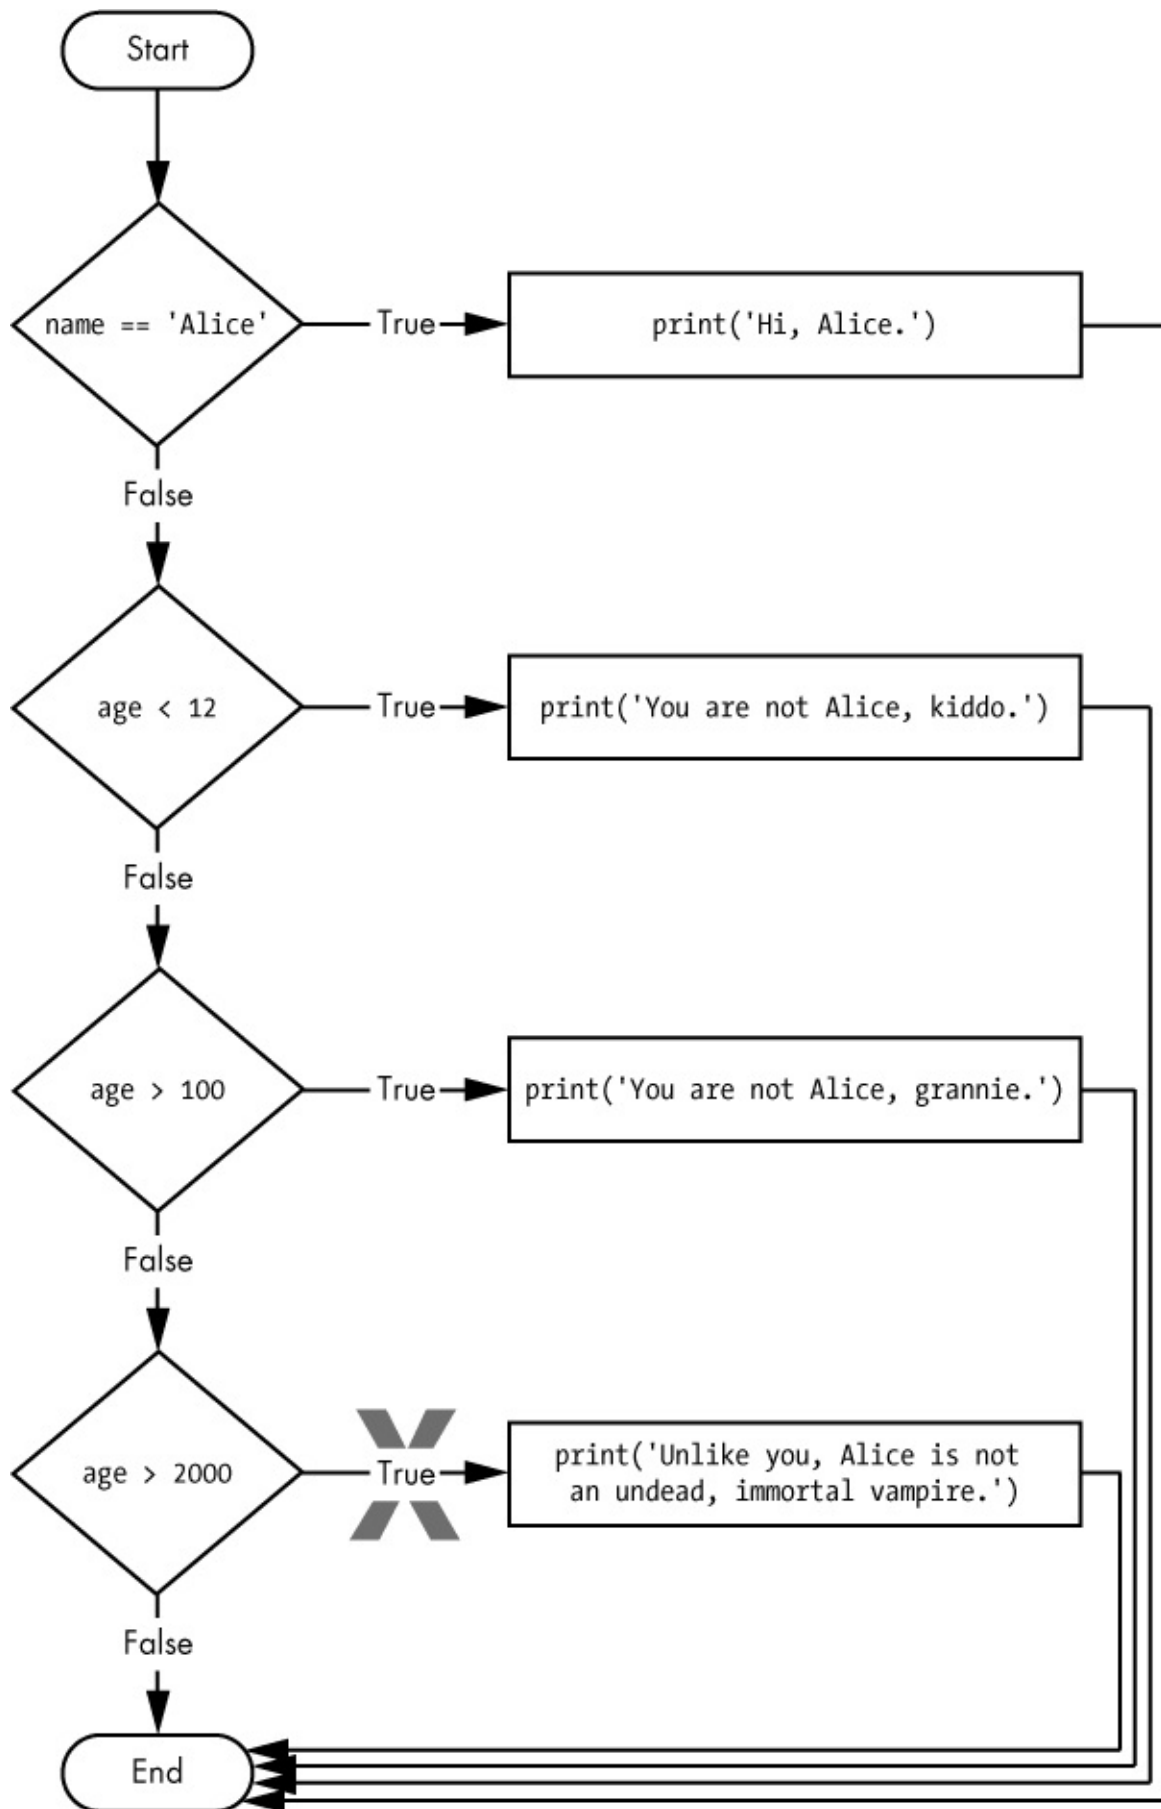 Start
name == 'Alice'
True
print('Hi, Alice.')
False
age < 12
True
print('You are not Alice, kiddo.')
False
age > 100
True
print('You are not Alice, grannie.')
False
age > 2000
True
print('Unlike you, Alice is not
an undead, immortal vampire.')
False
End